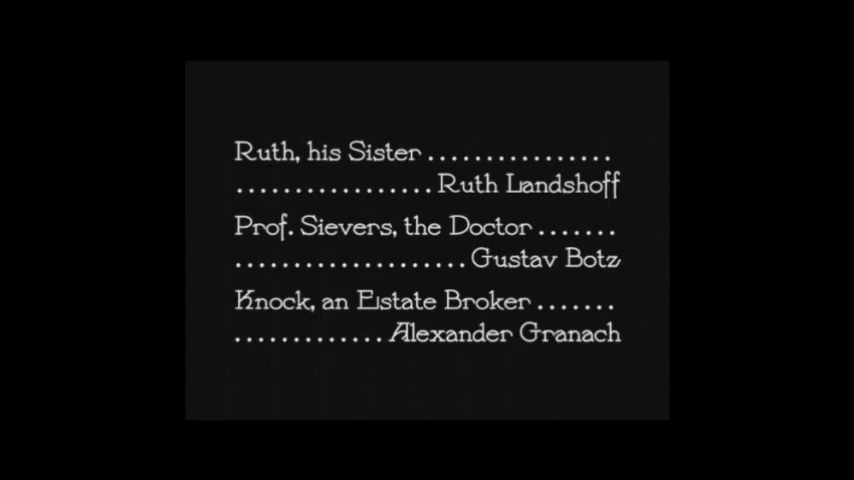 Ruth, his Sister ................
................. Ruth Landshoff
Prof. Sievers, the Doctor .......
.................... Gustav Botz
Knock, an Estate Broker .......
............. Alexander Granach